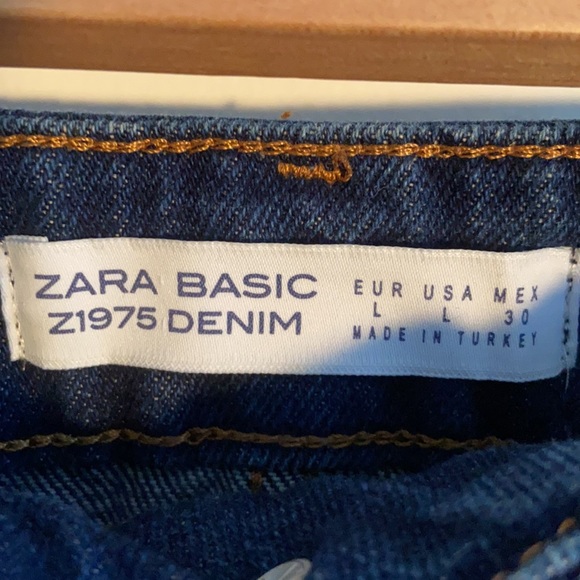 ZARA BASIC
Z1975 DENIM
EUR USA MEX
L L 30
MADE IN TURKEY